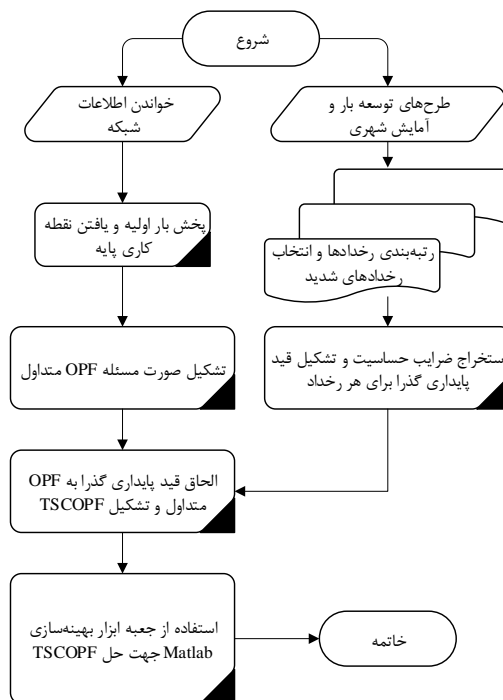 شروع
خواندن اطلاعات
شبکه
طرح‌های توسعه بار و
آمایش شهری
پخش بار اولیه و یافتن نقطه
کاری پایه
رتبه‌بندی رخدادها و انتخاب
رخدادهای شدید
تشکیل صورت مسئله OPF متداول
ستخراج ضرایب حساسیت و تشکیل قید
پایداری گذرا برای هر رخداد
الحاق قید پایداری گذرا به OPF
متداول و تشکیل TSCOPF
استفاده از جعبه ابزار بهینه‌سازی
Matlab جهت حل TSCOPF
خاتمه